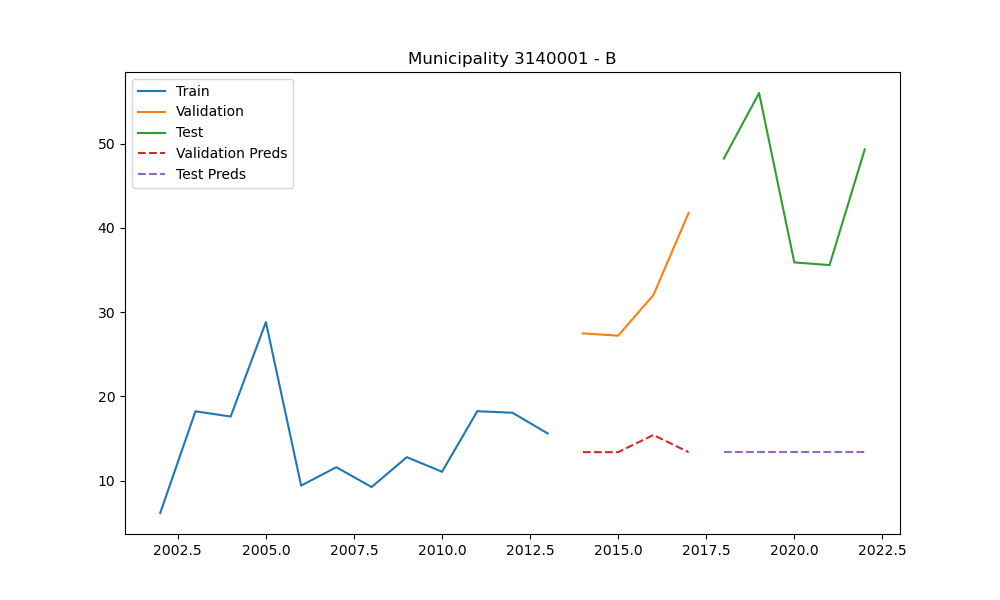 Municipality 3140001 - B
Train
Validation
Test
Validation Preds
Test Preds
50
40
30
20
10
2002.5 2005.0 2007.5 2010.0 2012.5 2015.0 2017.5 2020.0 2022.5